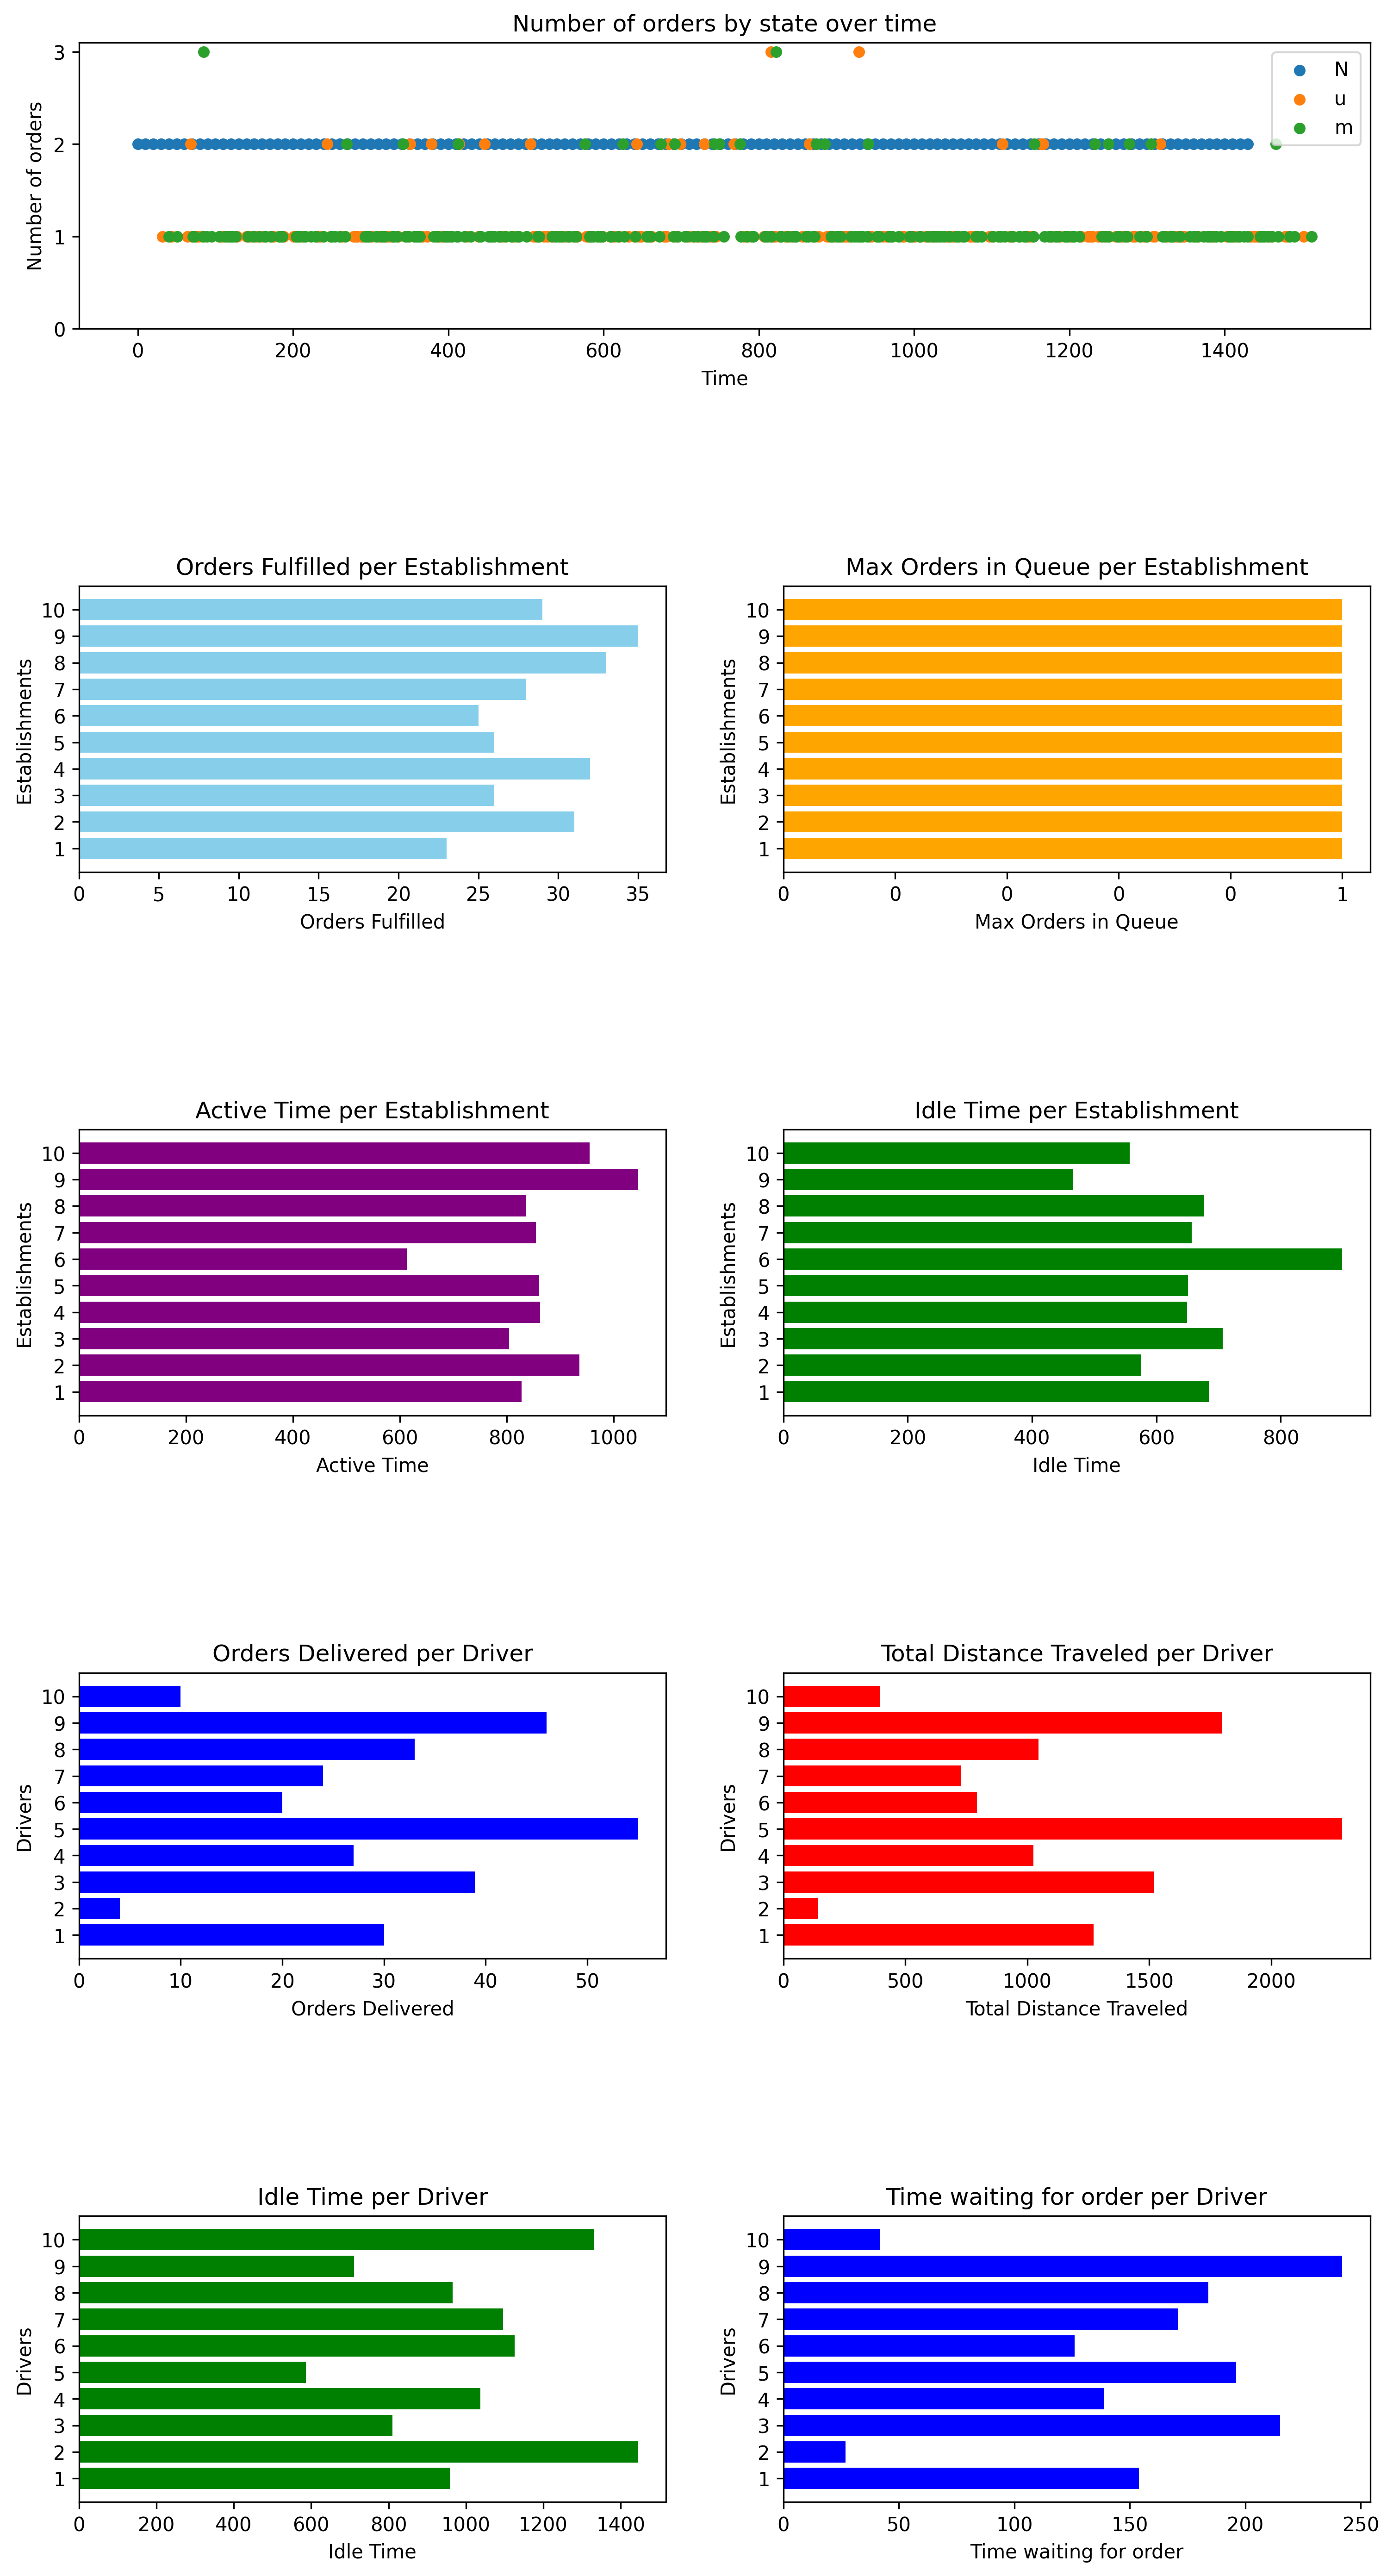 Number of orders by state over time
Number of orders
3
2
1
0
N
u
m
0 200 400 600 800 1000 1200 1400
Time
Orders Fulfilled per Establishment
Establishments
10
9
8
7
6
5
4
3
2
1
0 5 10 15 20 25 30 35
Orders Fulfilled
Max Orders in Queue per Establishment
Establishments
10
9
8
7
6
5
4
3
2
1
0 0 0 0 0 1
Max Orders in Queue
Active Time per Establishment
Establishments
10
9
8
7
6
5
4
3
2
1
0 200 400 600 800 1000
Active Time
Idle Time per Establishment
Establishments
10
9
8
7
6
5
4
3
2
1
0 200 400 600 800
Idle Time
Orders Delivered per Driver
Drivers
10
9
8
7
6
5
4
3
2
1
0 10 20 30 40 50
Orders Delivered
Total Distance Traveled per Driver
Drivers
10
9
8
7
6
5
4
3
2
1
0 500 1000 1500 2000
Total Distance Traveled
Idle Time per Driver
Drivers
10
9
8
7
6
5
4
3
2
1
0 200 400 600 800 1000 1200 1400
Idle Time
Time waiting for order per Driver
Drivers
10
9
8
7
6
5
4
3
2
1
0 50 100 150 200 250
Time waiting for order